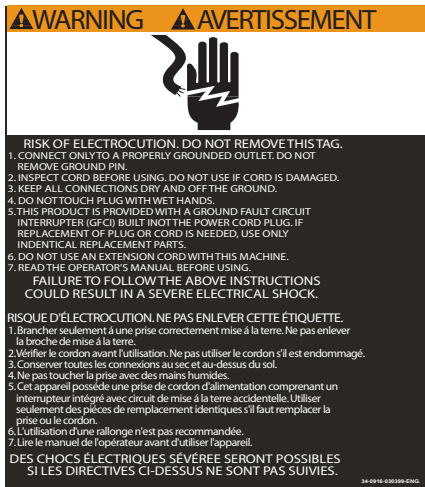 WARNING AVERTISSEMENT
RISK OF ELECTROCUTION. DO NOT REMOVE THIS TAG.
1. CONNECT ONLY TO A PROPERLY GROUNDED OUTLET. DO NOT
REMOVE GROUND PIN.
2. INSPECT CORD BEFORE USING. DO NOT USE IF CORD IS DAMAGED.
3. KEEP ALL CONNECTIONS DRY AND OFF THE GROUND.
4. DO NOT TOUCH PLUG WITH WET HANDS.
5. THIS PRODUCT IS PROVIDED WITH A GROUND FAULT CIRCUIT
INTERRUPTER (GFCI) BUILT INOT THE POWER CORD PLUG. IF
REPLACEMENT OF PLUG OR CORD IS NEEDED, USE ONLY
INDENTICAL REPLACEMENT PARTS.
6. DO NOT USE AN EXTENSION CORD WITH THIS MACHINE.
7. READ THE OPERATOR'S MANUAL BEFORE USING.
FAILURE TO FOLLOW THE ABOVE INSTRUCTIONS
COULD RESULT IN A SEVERE ELECTRICAL SHOCK.
RISQUE D'ÉLECTROCUTION. NE PAS ENLEVER CETTE ÉTIQUETTE.
1. Brancher seulement á une prise correctement mise á la terre. Ne pas enlever
la broche de mise á la terre.
2. Vérifier le cordon avant l'utilisation. Ne pas utiliser le cordon s'il est endommagé.
3. Conserver toutes les connexions au sec et au-dessus du sol.
4. Ne pas toucher la prise avec des mains humides.
5. Cet appareil posséde une prise de cordon d'alimentation comprenant un
interrupteur intégré avec circuit de mise á la terre accidentelle. Utiliser
seulement des piéces de remplacement identiques s'il faut remplacer la
prise ou le cordon.
6. L'utilisation d'une rallonge n'est pas recommandée.
7. Lire le manuel de l'opérateur avant d'utiliser l'appareil.
DES CHOCS ÉLECTRIQUES SÉVÉREE SERONT POSSIBLES
SI LES DIRECTIVES CI-DESSUS NE SONT PAS SUIVIES.
34-0916-030399-ENG.